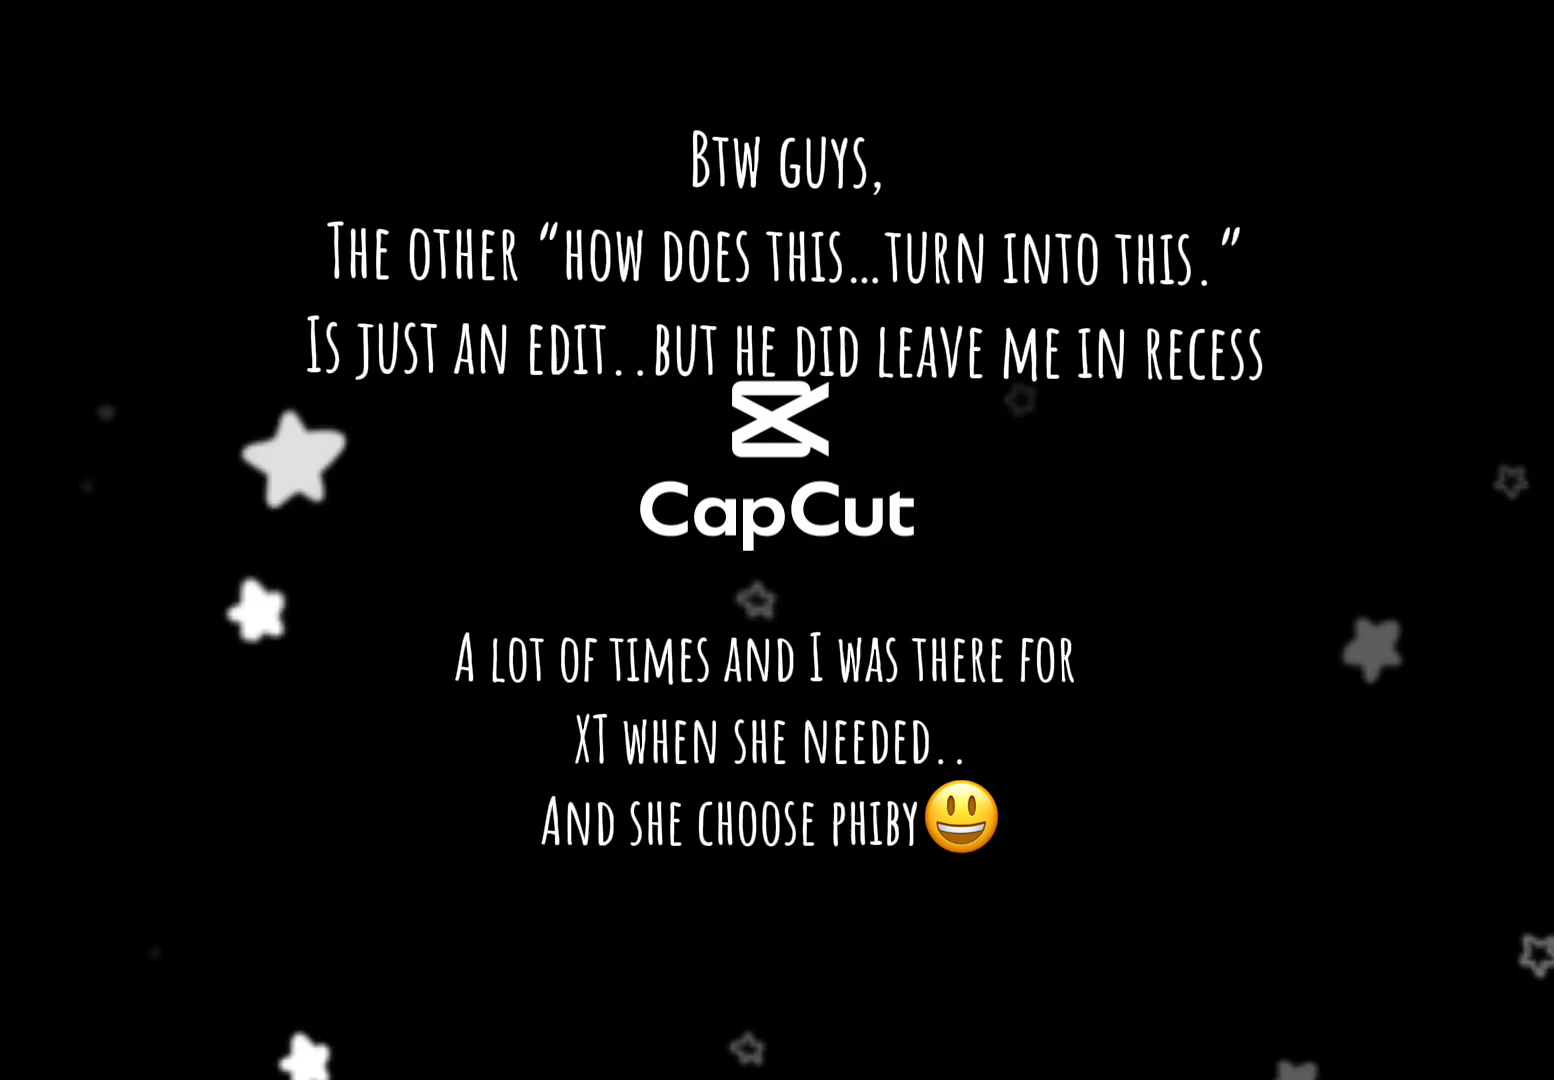 Btw guys,
The other “how does this...turn into this.”
Is just an edit..but he did leave me in recess
CapCut
A lot of times and I was there for
XT when she needed..
And she choose phiby😃